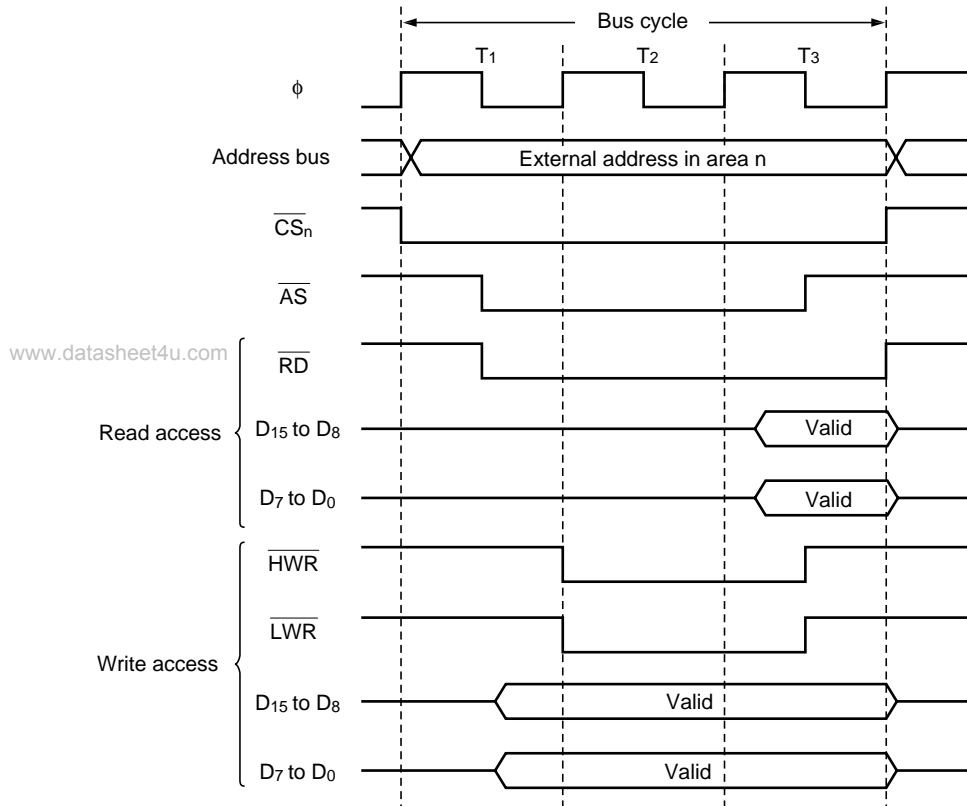 Bus cycle
T1 T2 T3
ϕ
Address bus External address in area n
CSn
AS
www.datasheet4u.com
RD
Read access D15 to D8 Valid
D7 to D0 Valid
HWR
LWR
Write access
D15 to D8 Valid
D7 to D0 Valid